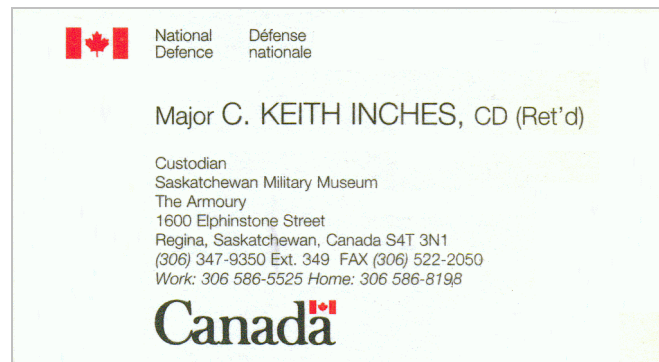 National Défense
Defence nationale
Major C. KEITH INCHES, CD (Ret'd)
Custodian
Saskatchewan Military Museum
The Armoury
1600 Elphinstone Street
Regina, Saskatchewan, Canada S4T 3N1
(306) 347-9350 Ext. 349 FAX (306) 522-2050
Work: 306 586-5525 Home: 306 586-8198
Canada